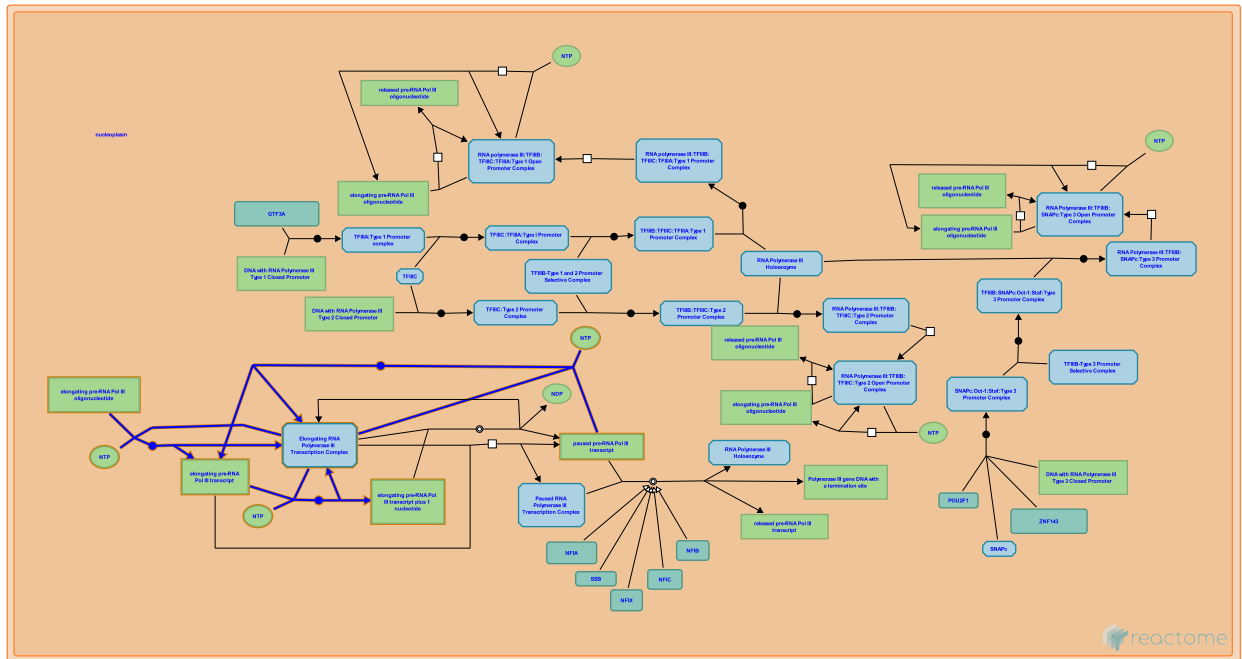 NTP
released pre-RNA Pol III
oligonucleotide
nucleoplasm
RNA polymerase III:TFIIIB:
TFIIIC:TFIIIA:Type 1 Open
Promoter Complex
RNA polymerase III:TFIIIB:
TFIIIC:TFIIIA:Type 1 Promoter
Complex
NTP
elongating pre-RNA Pol III
oligonucleotide
released pre-RNA Pol III
oligonucleotide
RNA Polymerase III:TFIIIB:
SNAPc:Type 3 Open Promoter
Complex
elongating pre-RNA Pol III
oligonucleotide
GTF3A
TFIIIA:Type 1 Promoter
complex
TFIIIC:TFIIIA:Type I Promoter
Complex
TFIIIB:TFIIIC:TFIIIA:Type 1
Promoter Complex
RNA Polymerase III
Holoenzyme
RNA Polymerase III:TFIIIB:
SNAPc:Type 3 Promoter
Complex
DNA with RNA Polymerase III
Type 1 Closed Promoter
TFIIIC
TFIIIB-Type 1 and 2 Promoter
Selective Complex
TFIIIB:SNAPc:Oct-1:Staf:Type
3 Promoter Complex
DNA with RNA Polymerase III
Type 2 Closed Promoter
TFIIIC:Type 2 Promoter
Complex
TFIIIB:TFIIIC:Type 2
Promoter Complex
RNA Polymerase III:TFIIIB:
TFIIIC:Type 2 Promoter Complex
NTP
released pre-RNA Pol III
oligonucleotide
TFIIIB-Type 3 Promoter
Selective Complex
RNA Polymerase III:TFIIIB:
TFIIIC:Type 2 Open Promoter
Complex
elongating pre-RNA Pol III
oligonucleotide
NDP
SNAPc:Oct-1:Staf:Type 3
Promoter Complex
elongating pre-RNA Pol III
oligonucleotide
NTP
Elongating RNA
Polymerase III
Transcription Complex
paused pre-RNA Pol III
transcript
NTP
RNA Polymerase III
Holoenzyme
elongating pre-RNA
Pol III transcript
elongating pre-RNA Pol
III transcript plus 1
nucleotide
Paused RNA
Polymerase III
Transcription Complex
Polymerase III gene DNA with
a termination site
DNA with RNA Polymerase III
Type 3 Closed Promoter
NTP
released pre-RNA Pol III
transcript
POU2F1
ZNF143
SNAPc
NFIA
SSB
NFIX
NFIC
NFIB
reactome